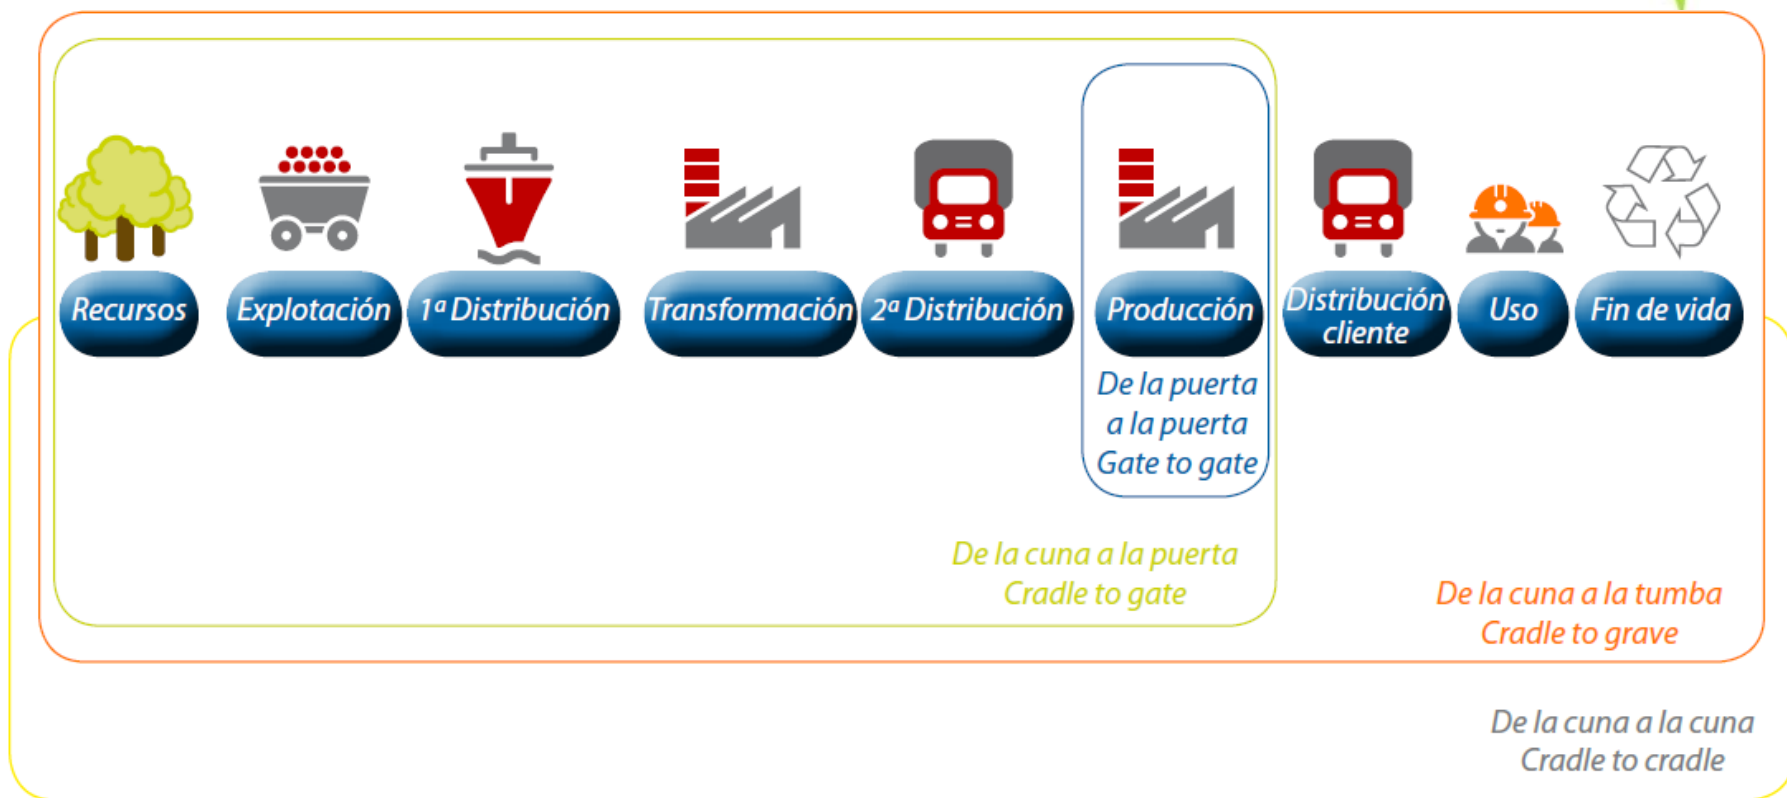 Recursos
Explotación
1ª Distribución
Transformación
2ª Distribución
Producción
Distribución
cliente
Uso
Fin de vida
De la puerta
a la puerta
Gate to gate
De la cuna a la puerta
Cradle to gate
De la cuna a la tumba
Cradle to grave
De la cuna a la cuna
Cradle to cradle